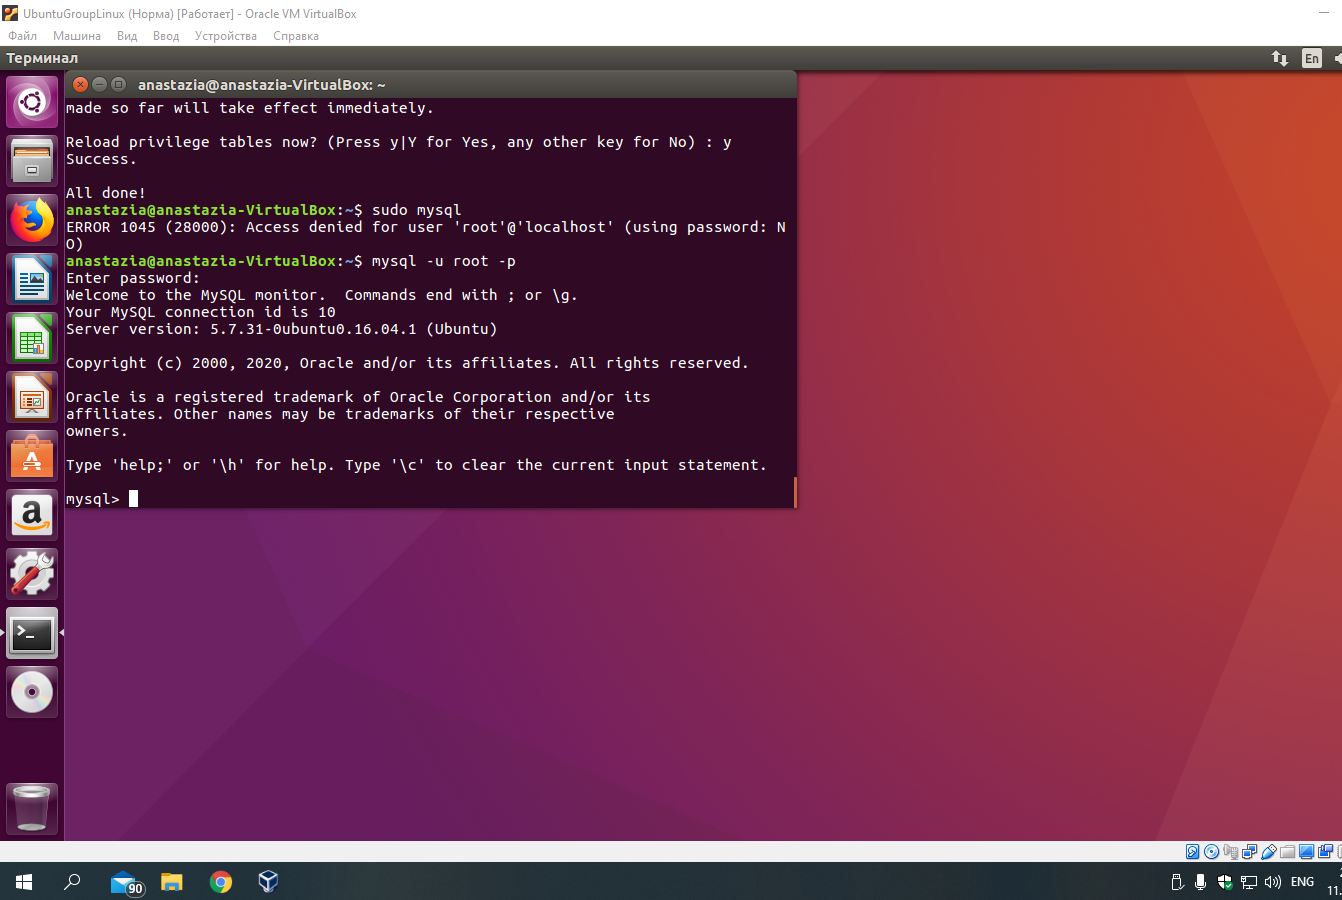 UbuntuGroupLinux (Норма) [Работает] - Oracle VM VirtualBox
Файл Машина Вид Ввод Устройства Справка
Терминал En
anastazia@anastazia-VirtualBox: ~
made so far will take effect immediately.
Reload privilege tables now? (Press y|Y for Yes, any other key for No) : y
Success.
All done!
anastazia@anastazia-VirtualBox:~$ sudo mysql
ERROR 1045 (28000): Access denied for user 'root'@'localhost' (using password: N
O)
anastazia@anastazia-VirtualBox:~$ mysql -u root -p
Enter password:
Welcome to the MySQL monitor.  Commands end with ; or \g.
Your MySQL connection id is 10
Server version: 5.7.31-0ubuntu0.16.04.1 (Ubuntu)
Copyright (c) 2000, 2020, Oracle and/or its affiliates. All rights reserved.
Oracle is a registered trademark of Oracle Corporation and/or its
affiliates. Other names may be trademarks of their respective
owners.
Type 'help;' or '\h' for help. Type '\c' to clear the current input statement.
mysql>
90
ENG
11.